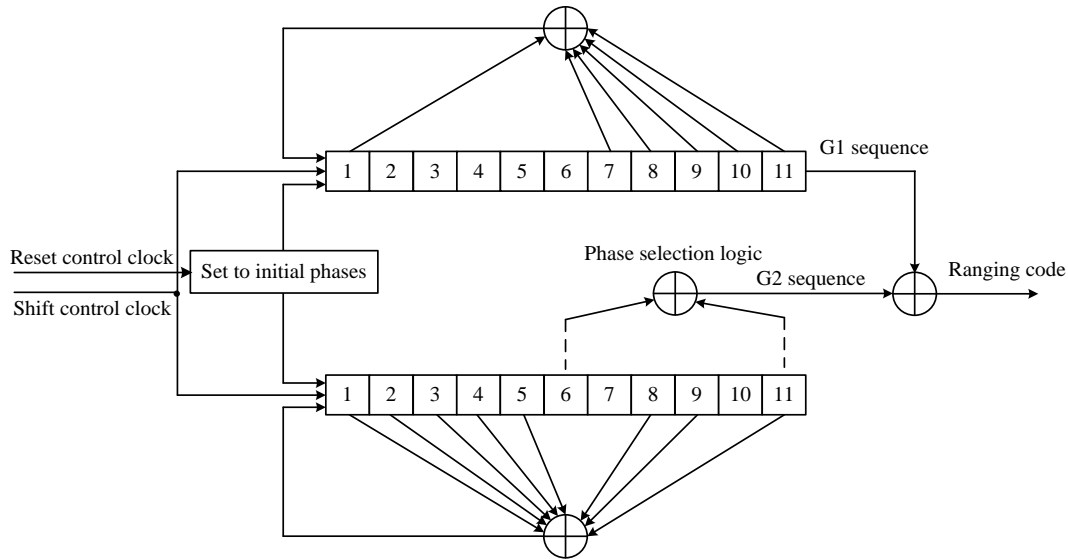 1 2 3 4 5 6 7 8 9 10 11
G1 sequence
Reset control clock
Set to initial phases
Shift control clock
Phase selection logic
G2 sequence
Ranging code
1 2 3 4 5 6 7 8 9 10 11